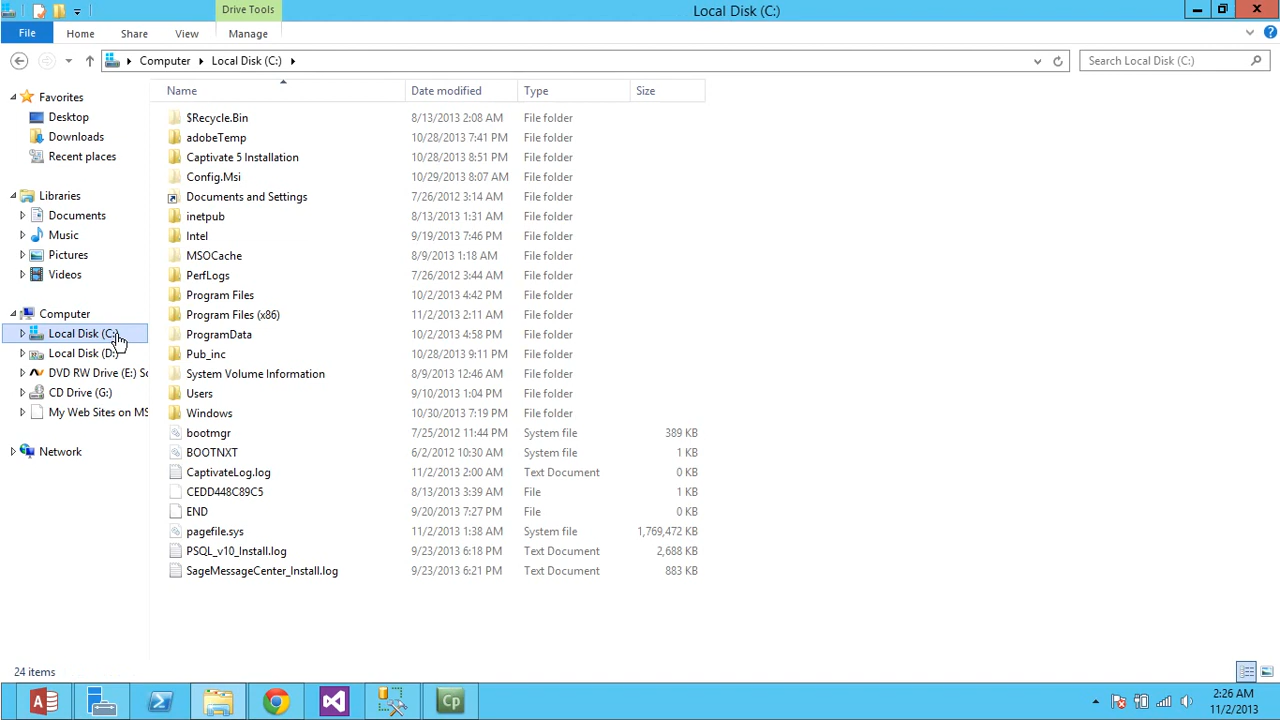 Drive Tools
Local Disk (C:)
File
Home
Share
View
Manage
Computer
Local Disk (C:)
Search Local Disk (C:)
Name
Date modified
Type
Size
Favorites
Desktop
Downloads
Recent places
Libraries
Documents
Music
Pictures
Videos
Computer
Local Disk (C:)
Local Disk (D:)
DVD RW Drive (E:) Sc
CD Drive (G:)
My Web Sites on MS
Network
$Recycle.Bin 8/13/2013 2:08 AM File folder
adobeTemp 10/28/2013 7:41 PM File folder
Captivate 5 Installation 10/28/2013 8:51 PM File folder
Config.Msi 10/29/2013 8:07 AM File folder
Documents and Settings 7/26/2012 3:14 AM File folder
inetpub 8/13/2013 1:31 AM File folder
Intel 9/19/2013 7:46 PM File folder
MSOCache 8/9/2013 1:18 AM File folder
PerfLogs 7/26/2012 3:44 AM File folder
Program Files 10/2/2013 4:42 PM File folder
Program Files (x86) 11/2/2013 2:11 AM File folder
ProgramData 10/2/2013 4:58 PM File folder
Pub_inc 10/28/2013 9:11 PM File folder
System Volume Information 8/9/2013 12:46 AM File folder
Users 9/10/2013 1:04 PM File folder
Windows 10/30/2013 7:19 PM File folder
bootmgr 7/25/2012 11:44 PM System file 389 KB
BOOTNXT 6/2/2012 10:30 AM System file 1 KB
CaptivateLog.log 11/2/2013 2:00 AM Text Document 0 KB
CEDD448C89C5 8/13/2013 3:39 AM File 1 KB
END 9/20/2013 7:27 PM File 0 KB
pagefile.sys 11/2/2013 1:38 AM System file 1,769,472 KB
PSQL_v10_Install.log 9/23/2013 6:18 PM Text Document 2,688 KB
SageMessageCenter_Install.log 9/23/2013 6:21 PM Text Document 883 KB
24 items
Cp
2:26 AM
11/2/2013